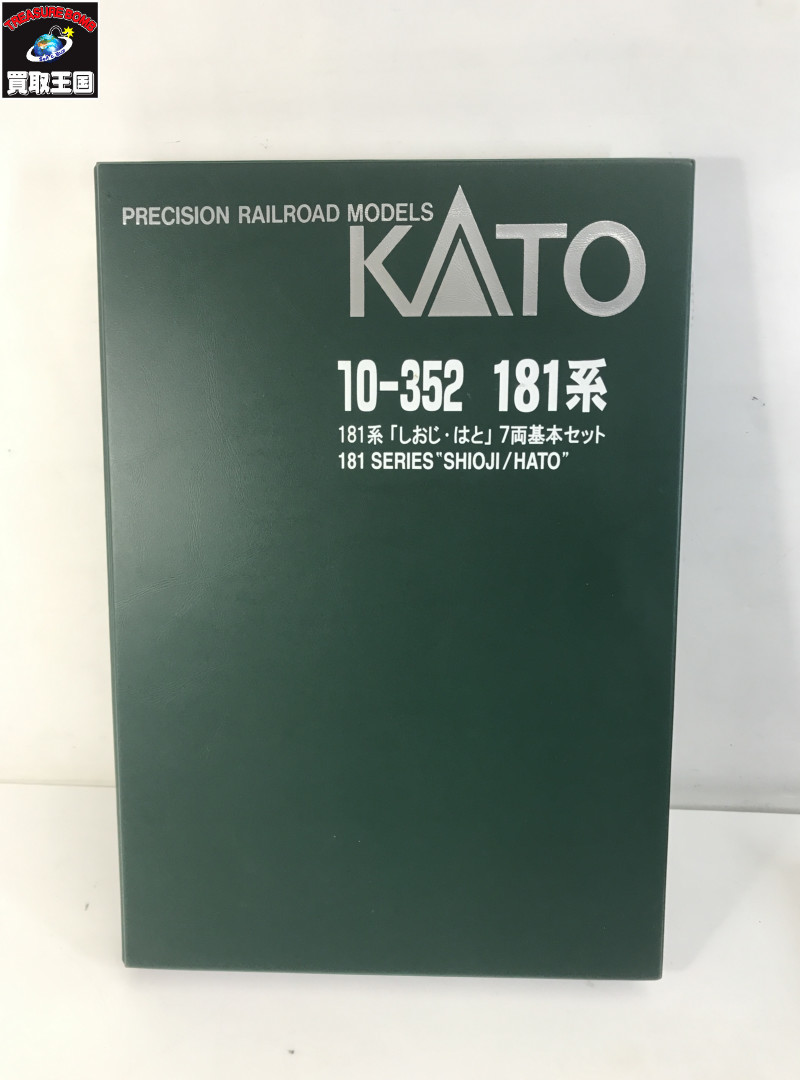 TREASURE BOMB
買取王国
PRECISION RAILROAD MODELS
KATO
10-352 181系
181系「しおじ・はと」7両基本セット
181 SERIES "SHIOJI/HATO"